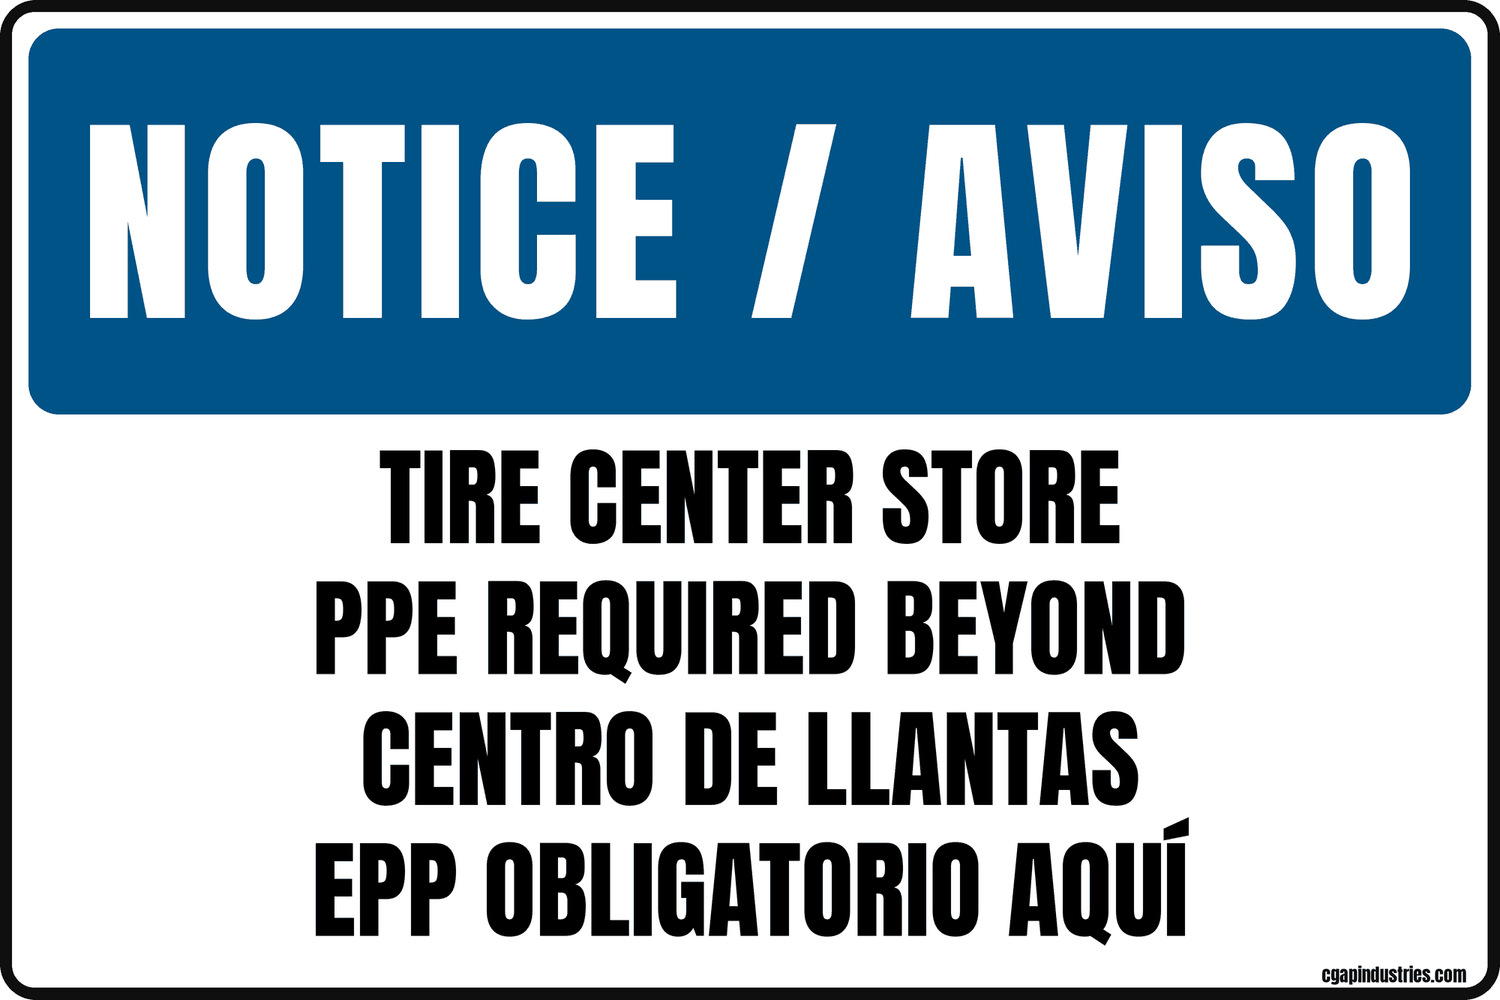 NOTICE / AVISO
TIRE CENTER STORE
PPE REQUIRED BEYOND
CENTRO DE LLANTAS
EPP OBLIGATORIO AQUÍ
cgapindustries.com